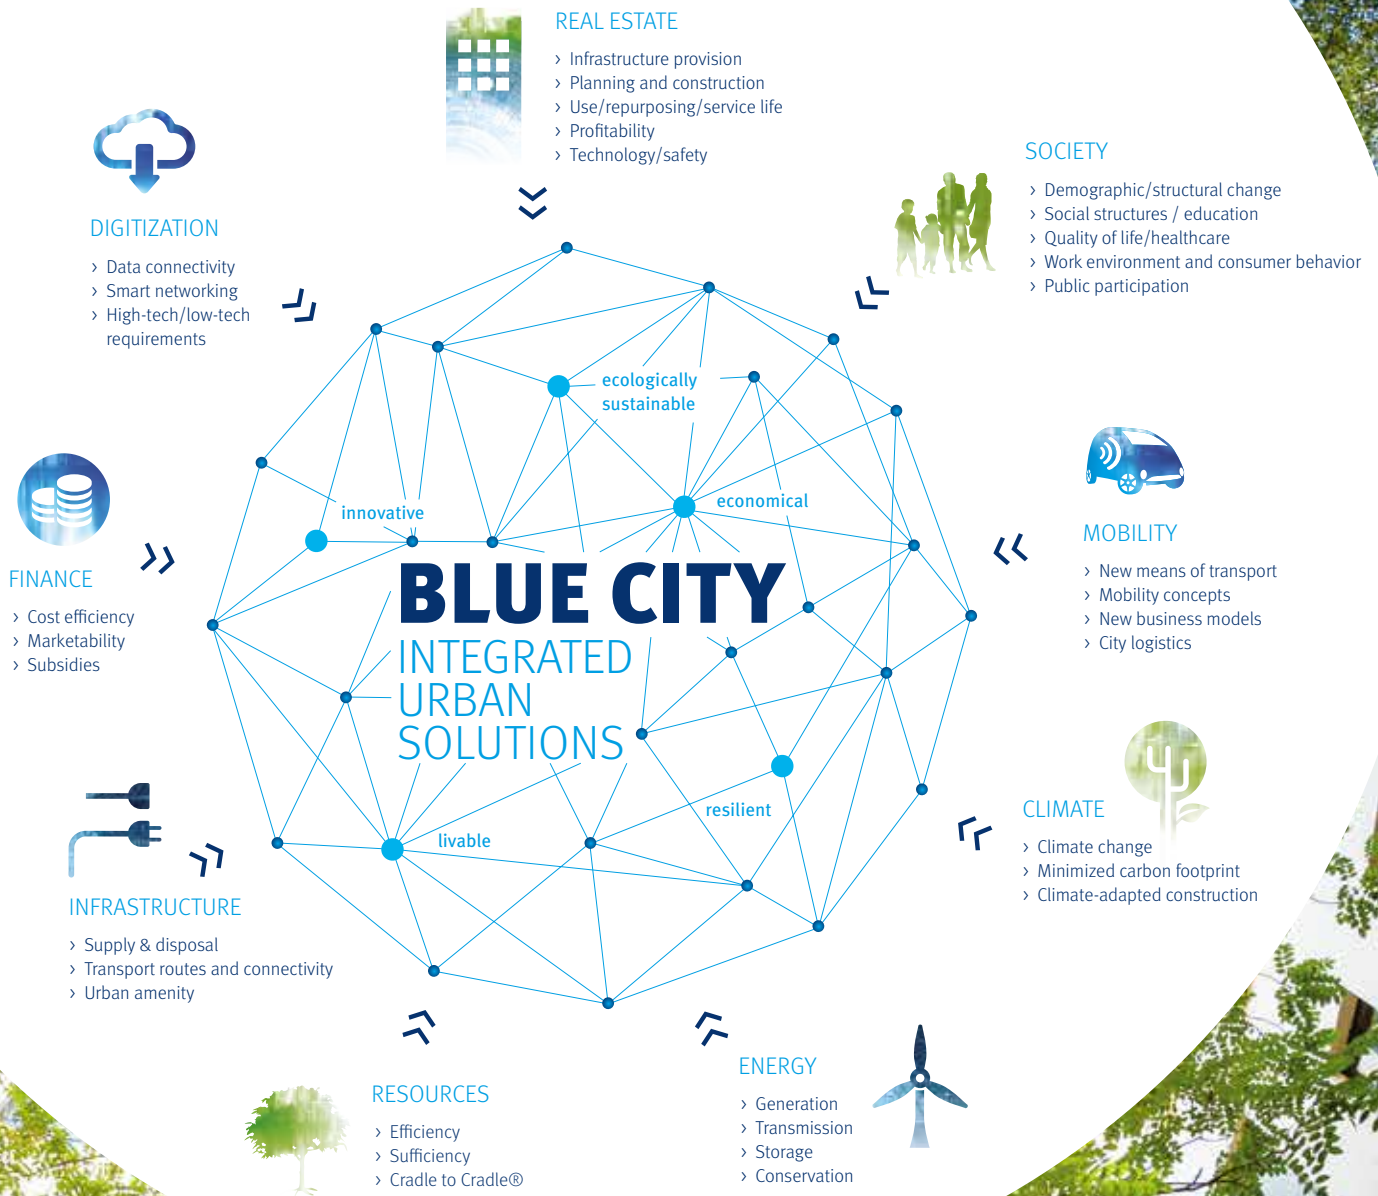 REAL ESTATE
› Infrastructure provision
› Planning and construction
› Use/repurposing/service life
› Profitability
› Technology/safety
SOCIETY
› Demographic/structural change
› Social structures / education
› Quality of life/healthcare
› Work environment and consumer behavior
› Public participation
DIGITIZATION
› Data connectivity
› Smart networking
› High-tech/low-tech
requirements
ecologically
sustainable
economical
innovative
MOBILITY
› New means of transport
› Mobility concepts
› New business models
› City logistics
FINANCE
› Cost efficiency
› Marketability
› Subsidies
BLUE CITY
INTEGRATED
URBAN
SOLUTIONS
resilient
livable
CLIMATE
› Climate change
› Minimized carbon footprint
› Climate-adapted construction
INFRASTRUCTURE
› Supply & disposal
› Transport routes and connectivity
› Urban amenity
ENERGY
› Generation
› Transmission
› Storage
› Conservation
RESOURCES
› Efficiency
› Sufficiency
› Cradle to Cradle®